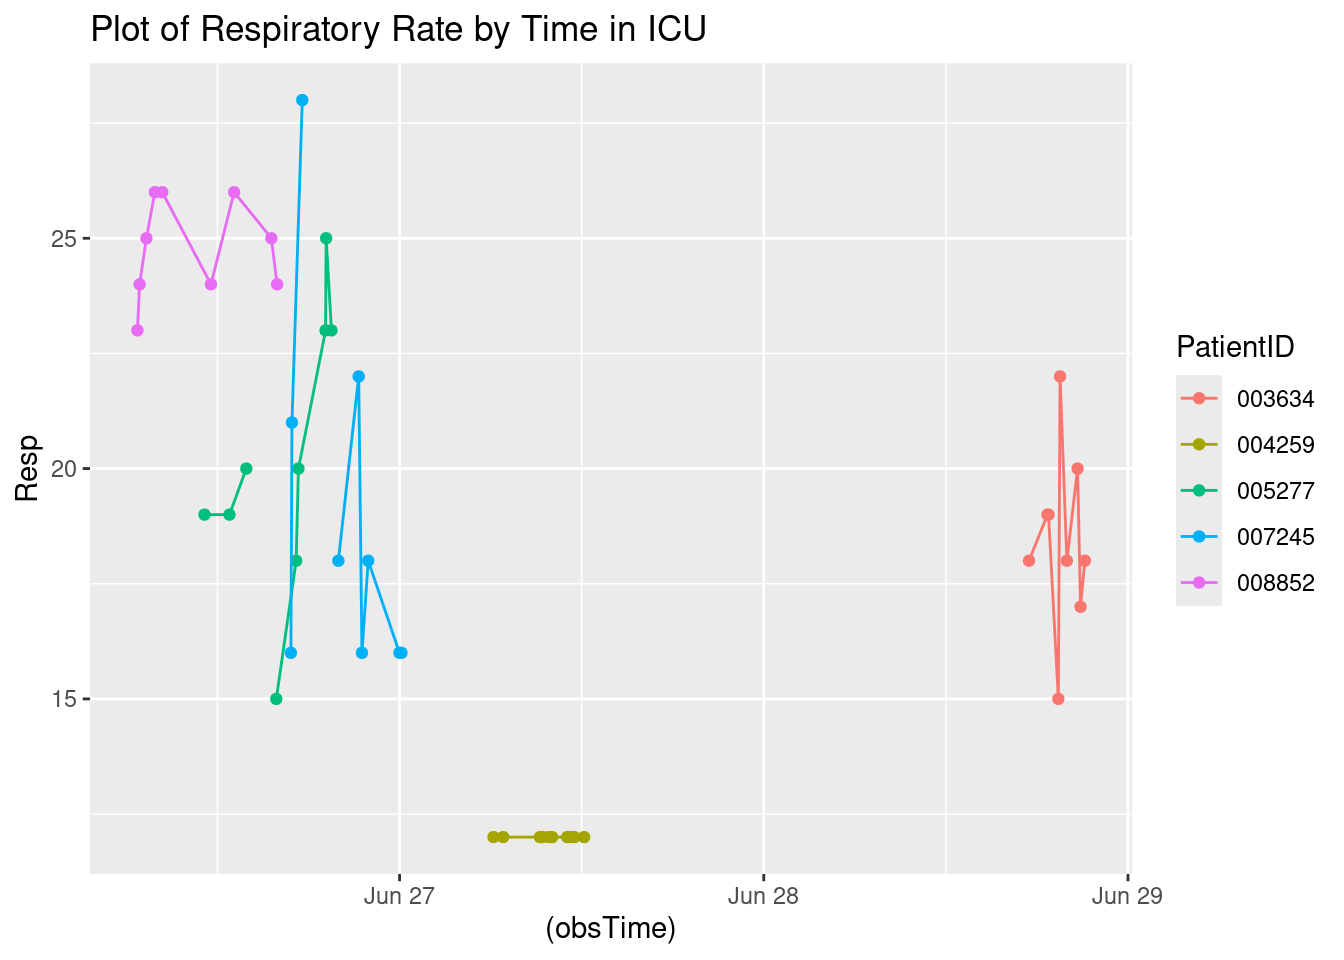 Plot of Respiratory Rate by Time in ICU
25
20
15
Resp
Jun 27
Jun 28
Jun 29
(obsTime)
PatientID
003634
004259
005277
007245
008852